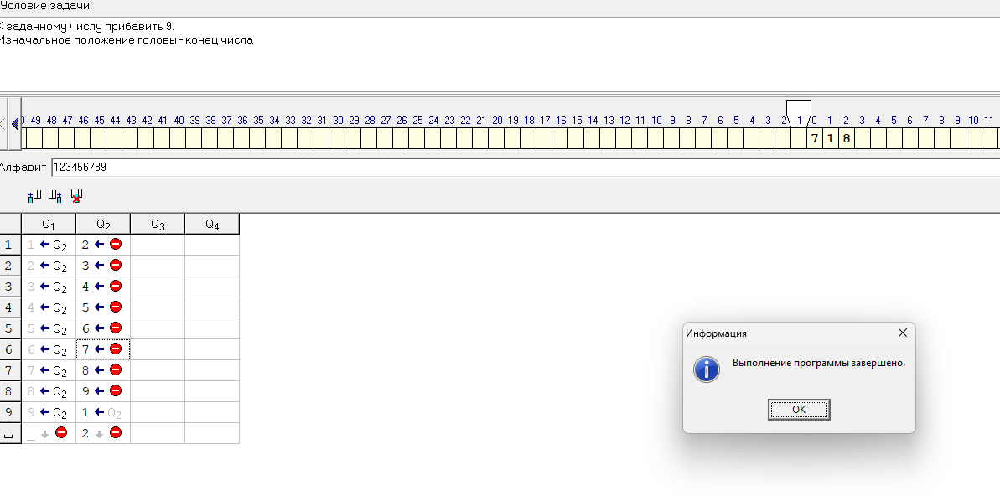 Условие задачи:
К заданному числу прибавить 9.
Изначальное положение головы - конец числа
-49 -48 -47 -46 -45 -44 -43 -42 -41 -40 -39 -38 -37 -36 -35 -34 -33 -32 -31 -30 -29 -28 -27 -26 -25 -24 -23 -22 -21 -20 -19 -18 -17 -16 -15 -14 -13 -12 -11 -10 -9 -8 -7 -6 -5 -4 -3 -2 -1 0 1 2 3 4 5 6 7 8 9 10 11
7 1 8
Алфавит 123456789
Q1 Q2 Q3 Q4
1 1 ← Q2 2 ←
2 2 ← Q2 3 ←
3 3 ← Q2 4 ←
4 4 ← Q2 5 ←
5 5 ← Q2 6 ←
6 6 ← Q2 7 ←
7 7 ← Q2 8 ←
8 8 ← Q2 9 ←
9 9 ← Q2 1 ← Q2
_ ↓ 2 ↓
Информация
Выполнение программы завершено.
OK